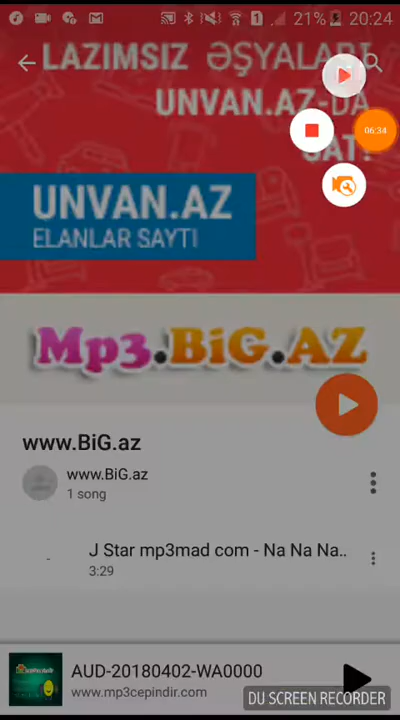 1 21% 20:24
LAZIMSIZ ƏŞYALARI
UNVAN.AZ-DA
SAT!
06:34
UNVAN.AZ
ELANLAR SAYTI
Mp3.BiG.AZ
www.BiG.az
www.BiG.az
1 song
J Star mp3mad com - Na Na Na..
3:29
AUD-20180402-WA0000
www.mp3cepindir.com
DU SCREEN RECORDER